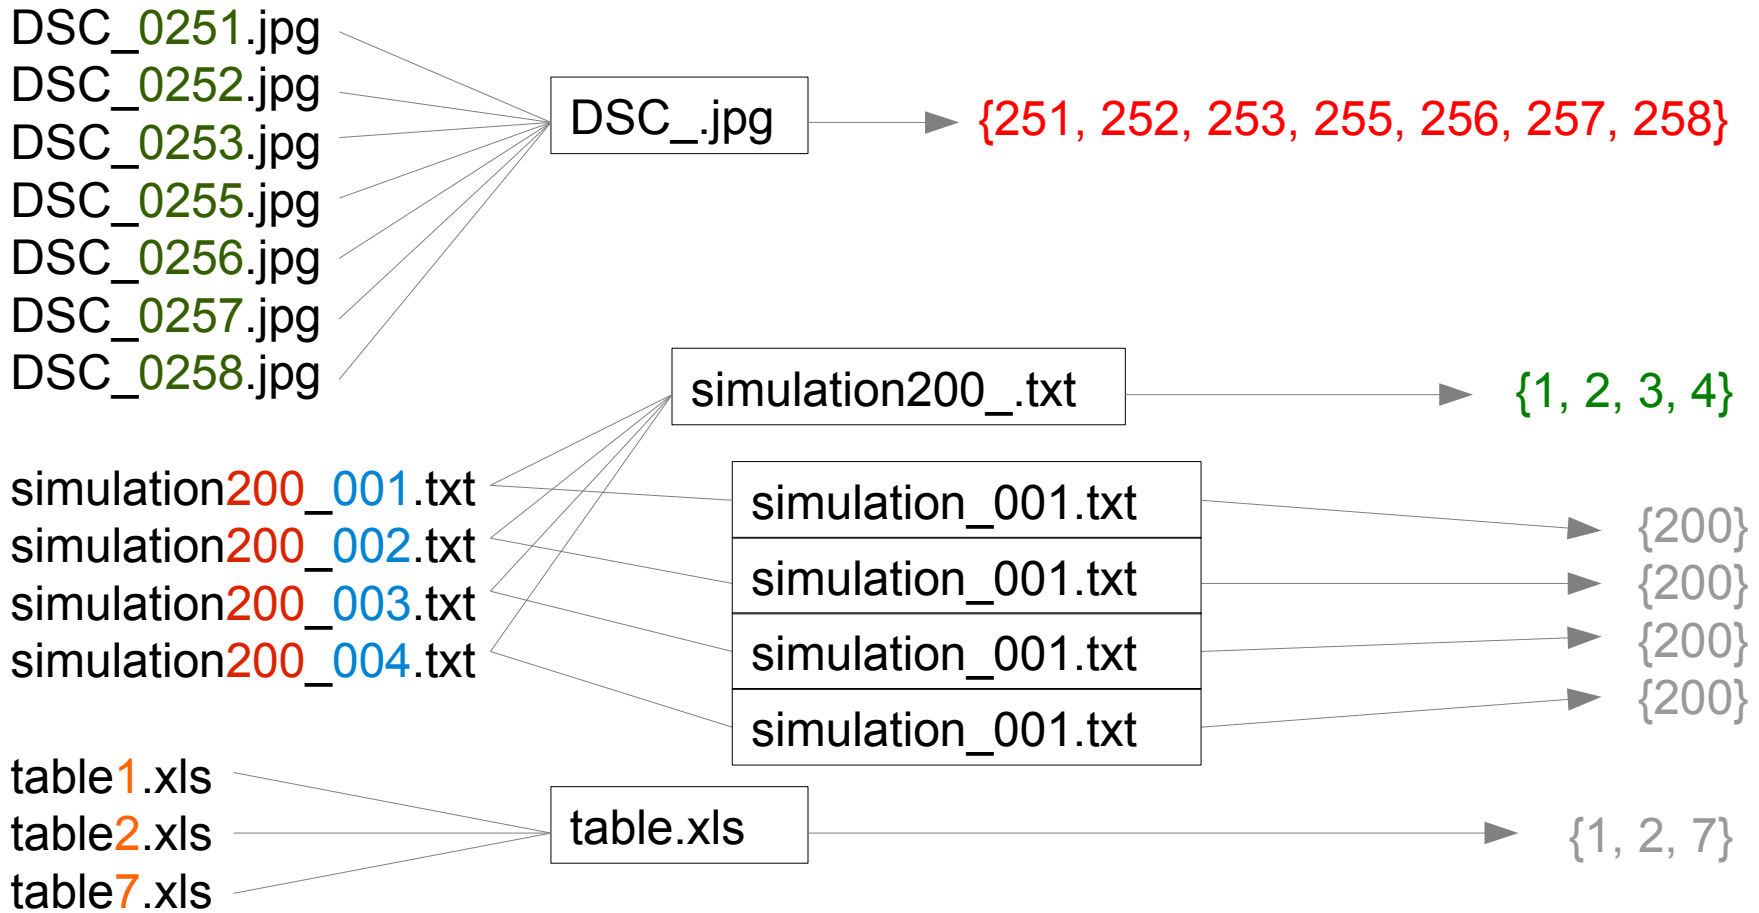 DSC_0251.jpg
DSC_0252.jpg
DSC_0253.jpg
DSC_0255.jpg
DSC_0256.jpg
DSC_0257.jpg
DSC_0258.jpg
DSC_.jpg
{251, 252, 253, 255, 256, 257, 258}
simulation200_.txt
{1, 2, 3, 4}
simulation200_001.txt
simulation200_002.txt
simulation200_003.txt
simulation200_004.txt
simulation_001.txt
simulation_001.txt
simulation_001.txt
simulation_001.txt
{200}
{200}
{200}
{200}
table1.xls
table2.xls
table7.xls
table.xls
{1, 2, 7}